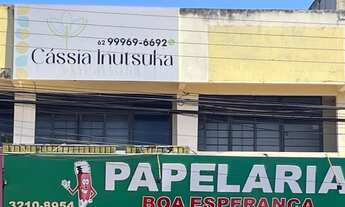 62 99969-6692
Cássia Inutsuka
PAPELARIA
3210-8954
BOA ESPERANÇA